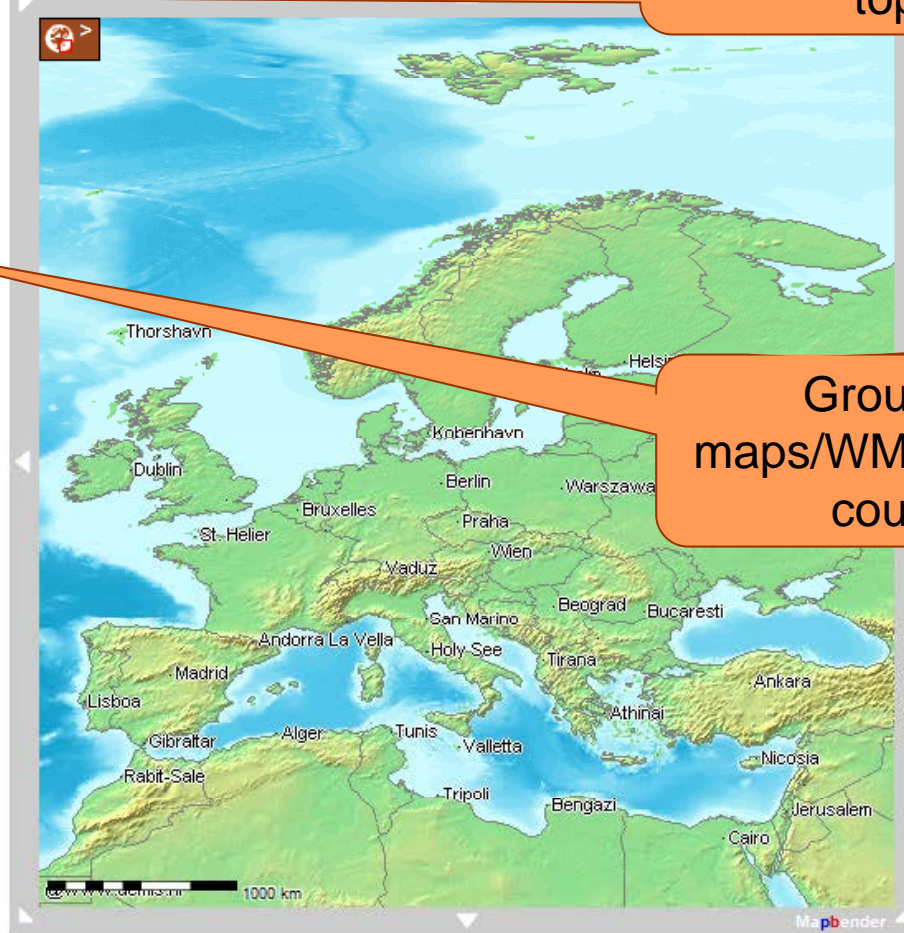 top
>
Thorshavn
Helsi
Kobenhavn
Dublin
Berlin
Warszawa
Bruxelles
Praha
St. Helier
Wien
Vaduz
San Marino
Beograd
Bucaresti
Andorra La Vella
Holy See
Madrid
Tirana
Lisboa
Ankara
Athinai
Gibraltar
Alger
Tunis
Valletta
Nicosia
Rabit-Sale
Tripoli
Bengazi
Jerusalem
Cairo
1000 km
Mapbender
Grou
maps/WM
cou